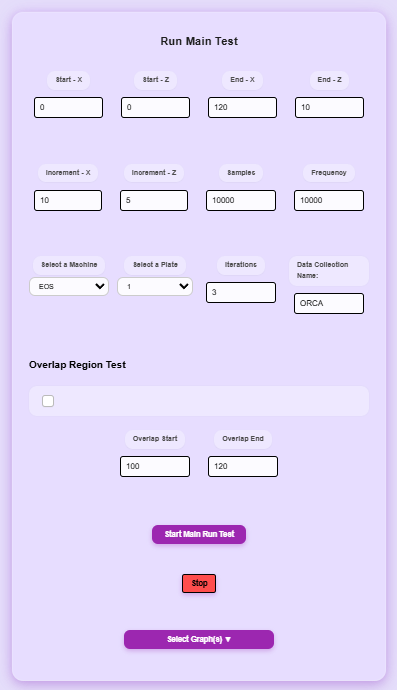 Run Main Test
Start - X
Start - Z
End - X
End - Z
0
0
120
10
Increment - X
Increment - Z
Samples
Frequency
10
5
10000
10000
Select a Machine
Select a Plate
Iterations
Data Collection
Name:
EOS
1
3
ORCA
Overlap Region Test
Overlap Start
Overlap End
100
120
Start Main Run Test
Stop
Select Graph(s) ▼